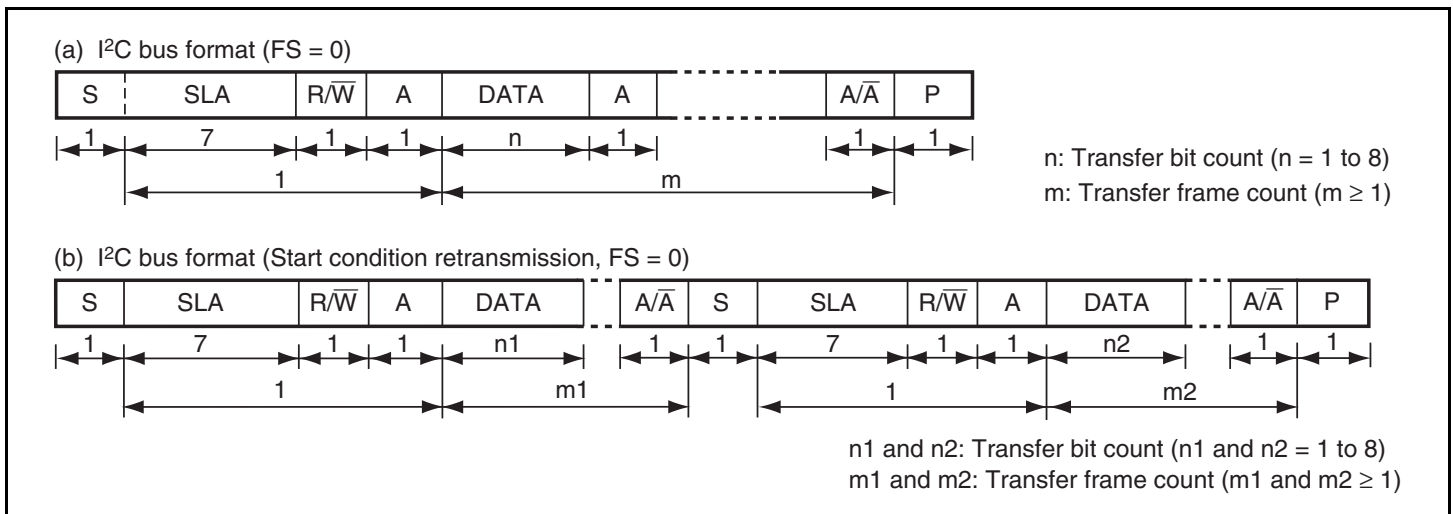 (a) I²C bus format (FS = 0)
S SLA R/W̅ A DATA A A/A̅ P
1 7 1 1 n 1 1 1
1 m
n: Transfer bit count (n = 1 to 8)
m: Transfer frame count (m ≥ 1)
(b) I²C bus format (Start condition retransmission, FS = 0)
S SLA R/W̅ A DATA A/A̅ S SLA R/W̅ A DATA A/A̅ P
1 7 1 1 n1 1 1 7 1 1 n2 1 1
1 m1 1 m2
n1 and n2: Transfer bit count (n1 and n2 = 1 to 8)
m1 and m2: Transfer frame count (m1 and m2 ≥ 1)